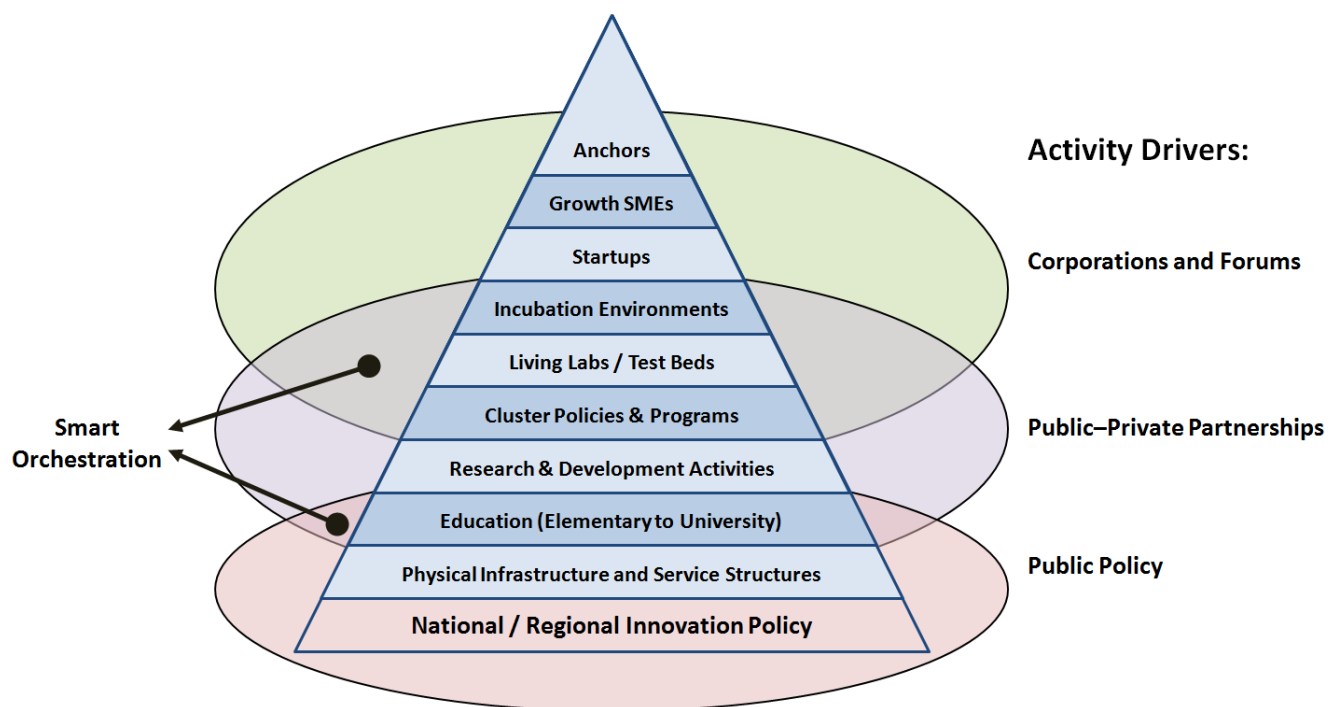 Activity Drivers:
Anchors
Growth SMEs
Startups
Corporations and Forums
Incubation Environments
Living Labs / Test Beds
Cluster Policies & Programs
Public–Private Partnerships
Smart
Orchestration
Research & Development Activities
Education (Elementary to University)
Public Policy
Physical Infrastructure and Service Structures
National / Regional Innovation Policy